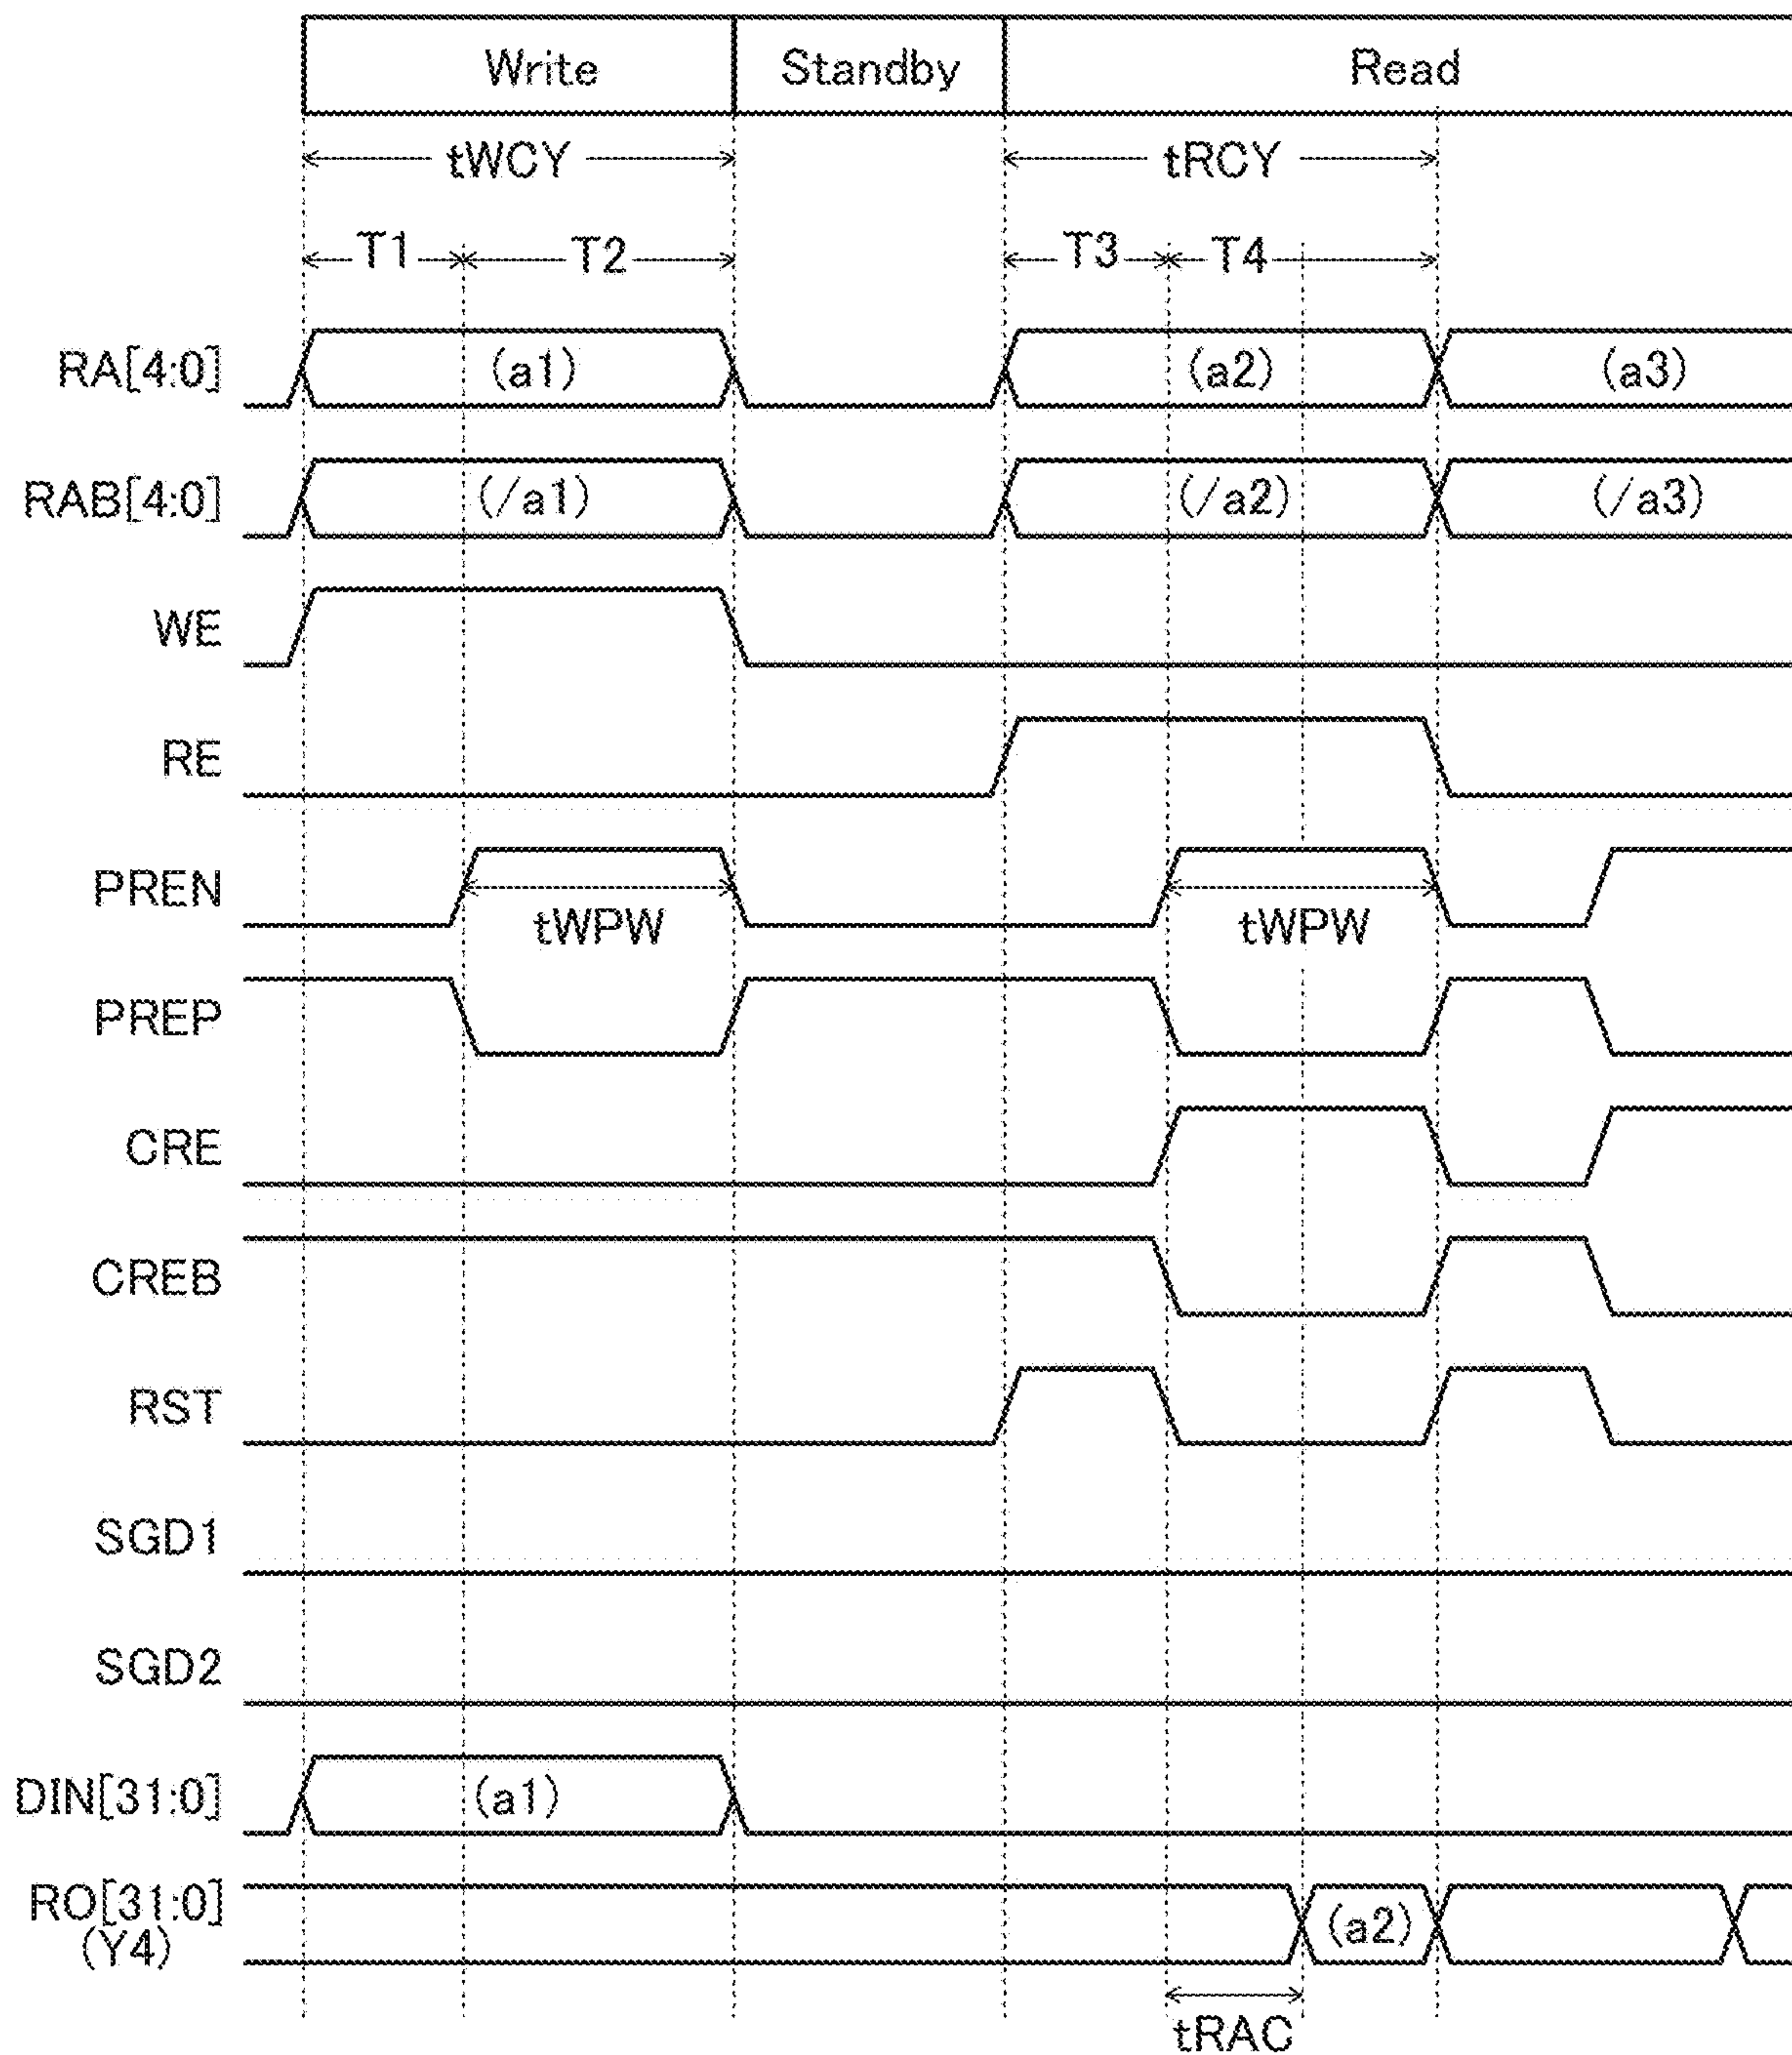 Write Standby Read
tWCY tRCY
T1 T2 T3 T4
RA[4:0] (a1) (a2) (a3)
RAB[4:0] (/a1) (/a2) (/a3)
WE
RE
PREN
tWPW tWPW
PREP
CRE
CREB
RST
SGD1
SGD2
DIN[31:0] (a1)
RO[31:0] (a2)
(Y4)
tRAC